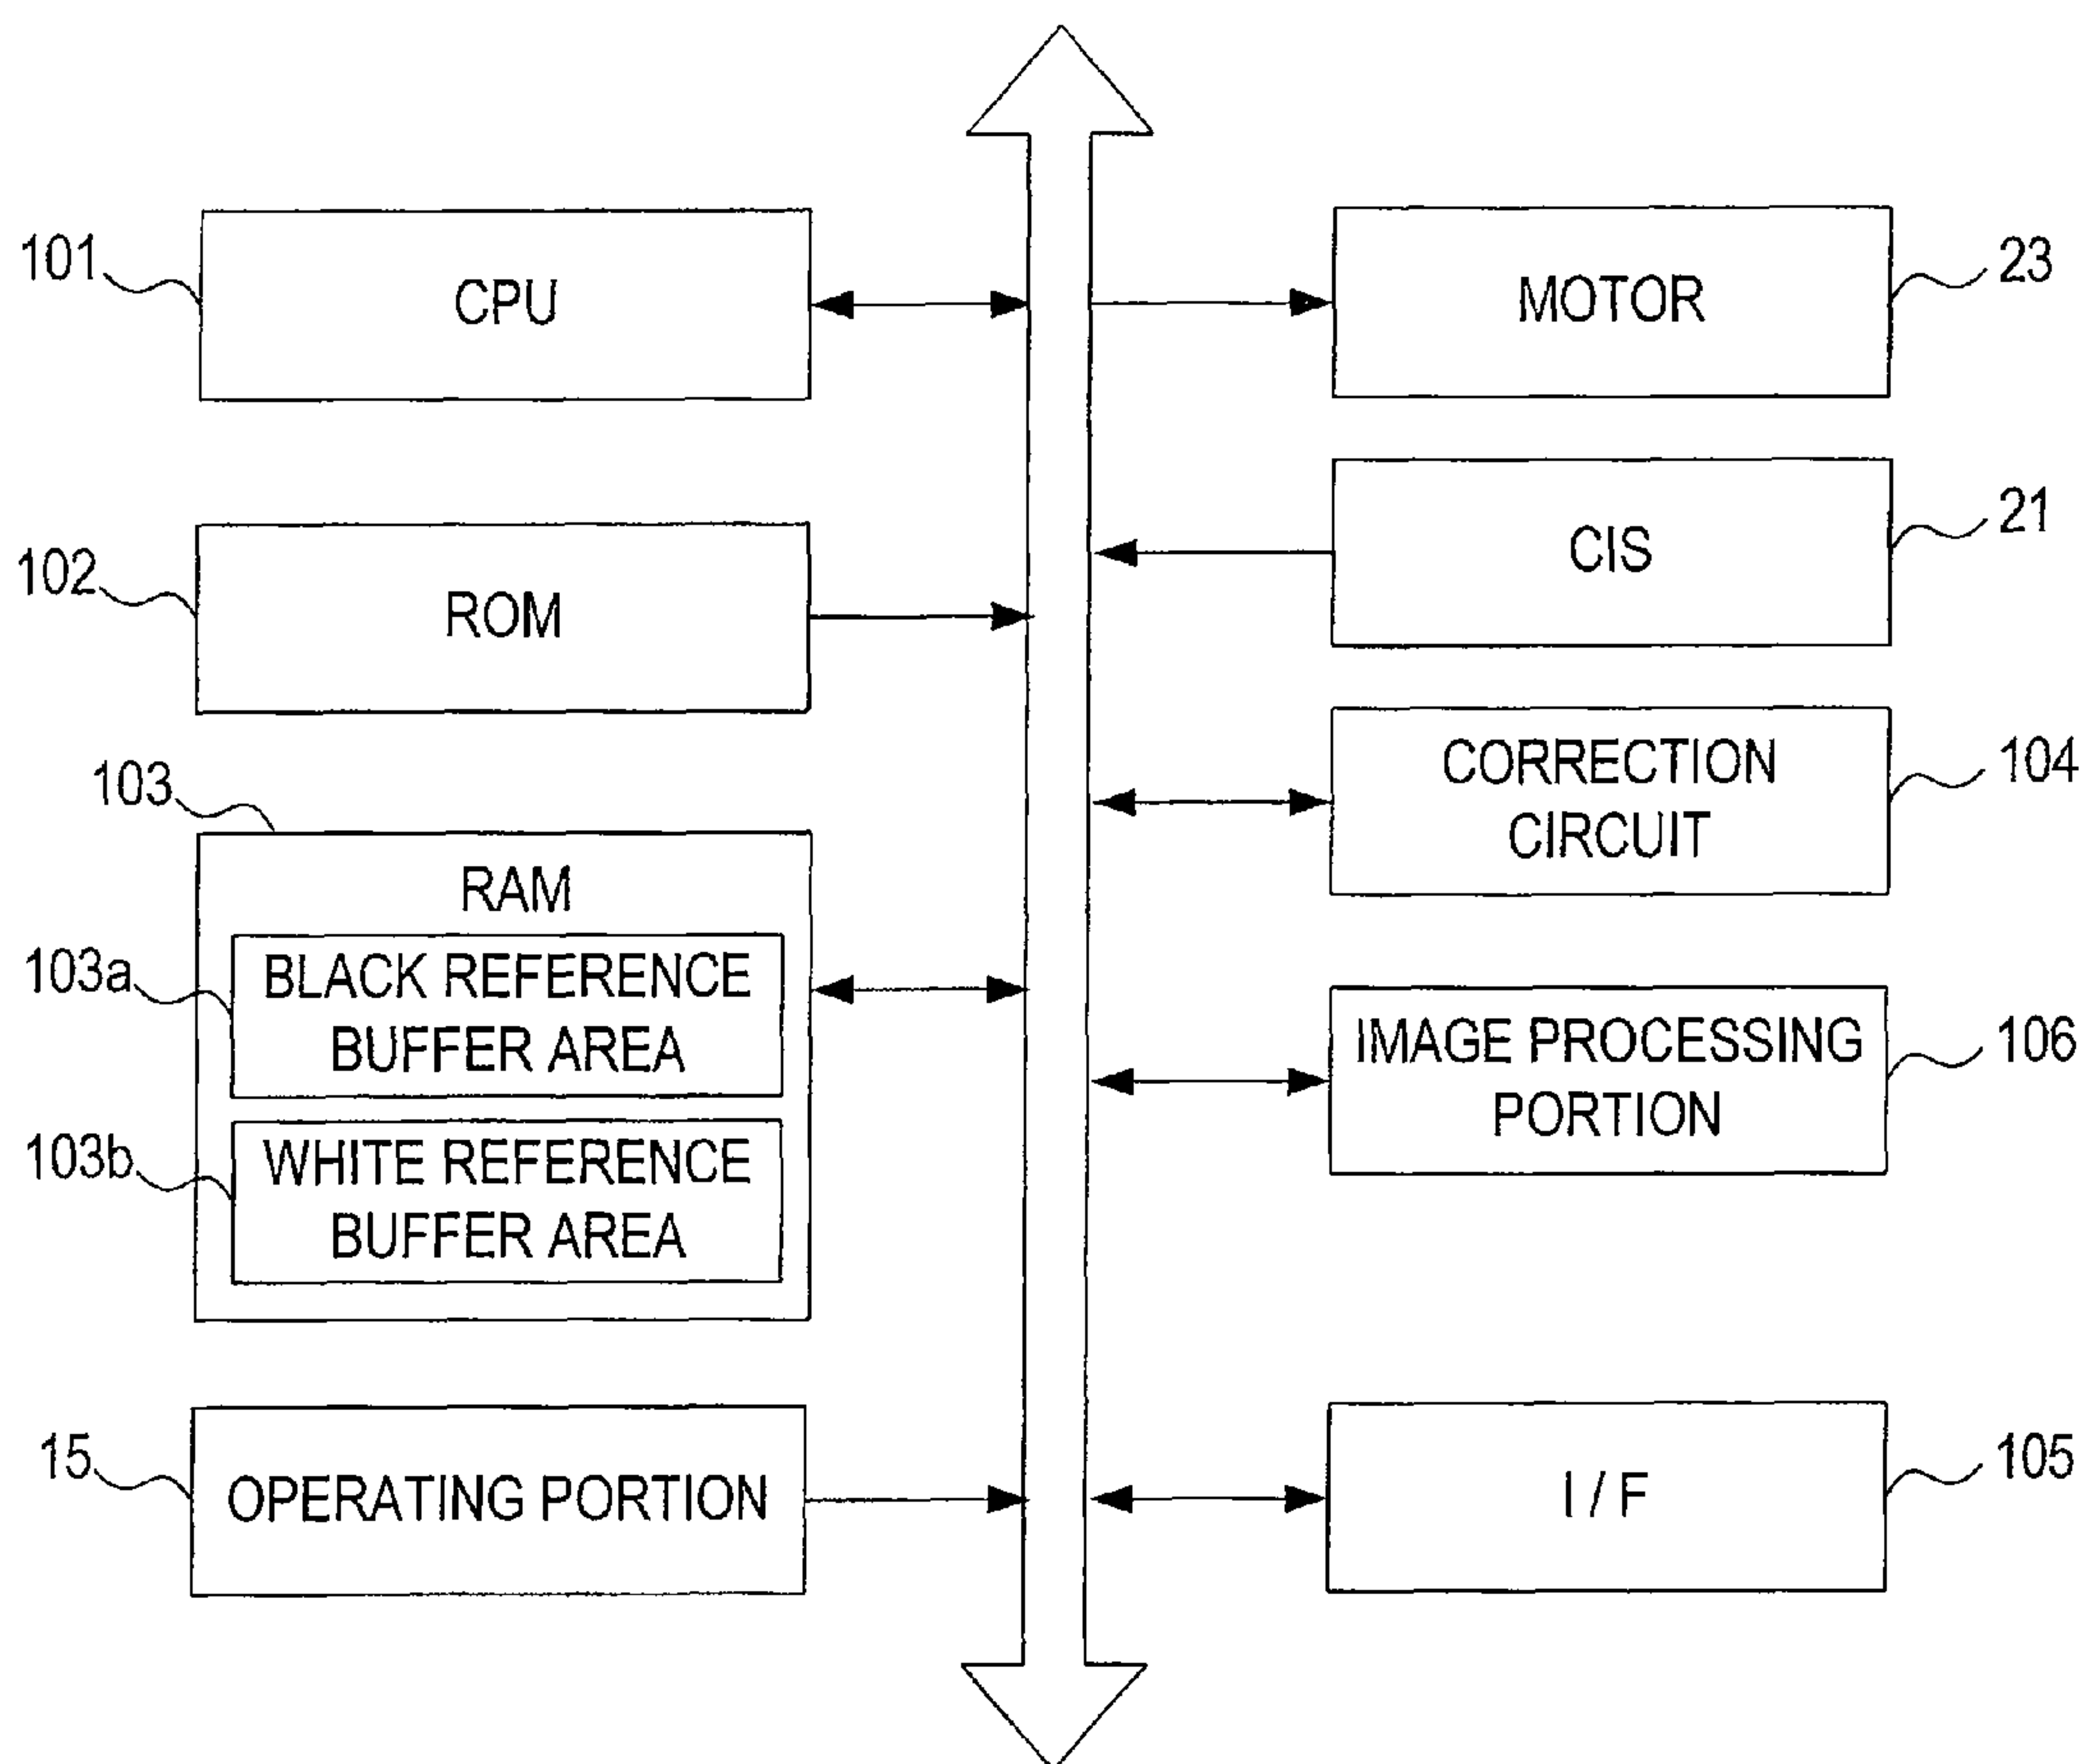 101
CPU
102
ROM
103
RAM
103a
BLACK REFERENCE
BUFFER AREA
103b
WHITE REFERENCE
BUFFER AREA
15
OPERATING PORTION
MOTOR
23
CIS
21
CORRECTION
CIRCUIT
104
IMAGE PROCESSING
PORTION
106
I / F
105